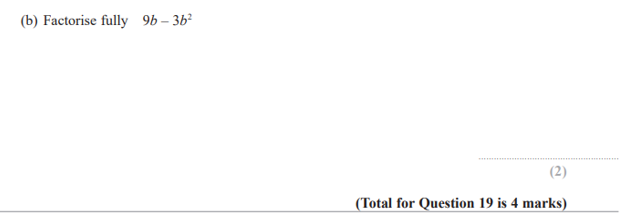 (b) Factorise fully 9b – 3b²
(2)
(Total for Question 19 is 4 marks)